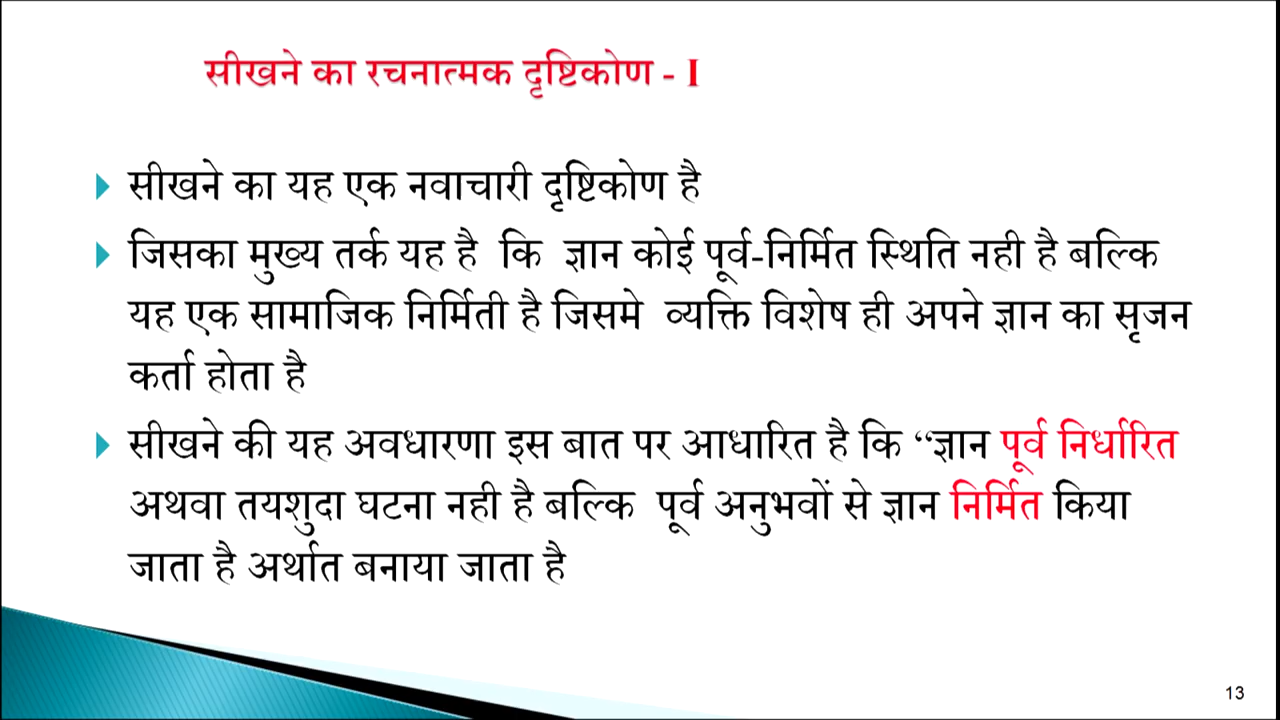 सीखने का रचनात्मक दृष्टिकोण - I
सीखने का यह एक नवाचारी दृष्टिकोण है
जिसका मुख्य तर्क यह है कि ज्ञान कोई पूर्व-निर्मित स्थिति नही है बल्कि
यह एक सामाजिक निर्मिती है जिसमे व्यक्ति विशेष ही अपने ज्ञान का सृजन
कर्ता होता है
सीखने की यह अवधारणा इस बात पर आधारित है कि “ज्ञान पूर्व निर्धारित
अथवा तयशुदा घटना नही है बल्कि पूर्व अनुभवों से ज्ञान निर्मित किया
जाता है अर्थात बनाया जाता है
13